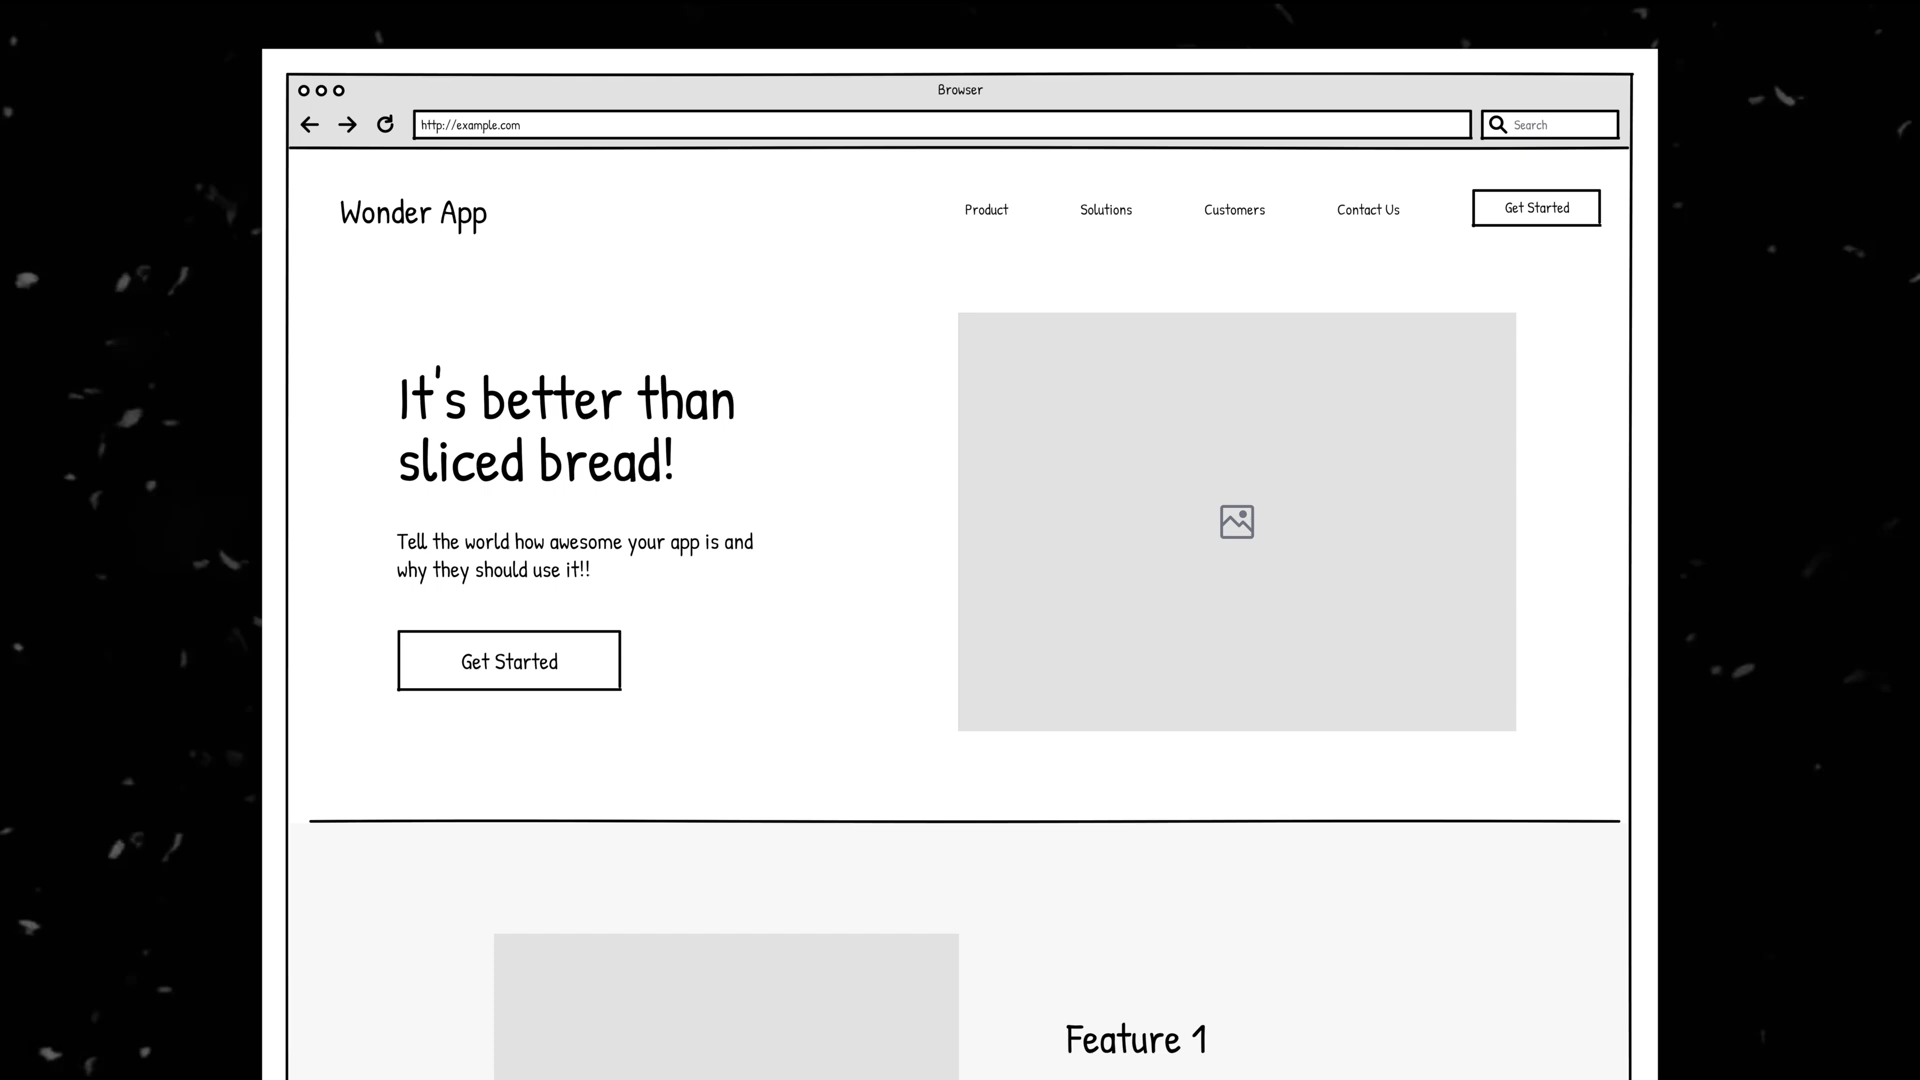 Browser
http://example.com
Search
Wonder App
Product
Solutions
Customers
Contact Us
Get Started
It's better than
sliced bread!
Tell the world how awesome your app is and
why they should use it!!
Get Started
Feature 1